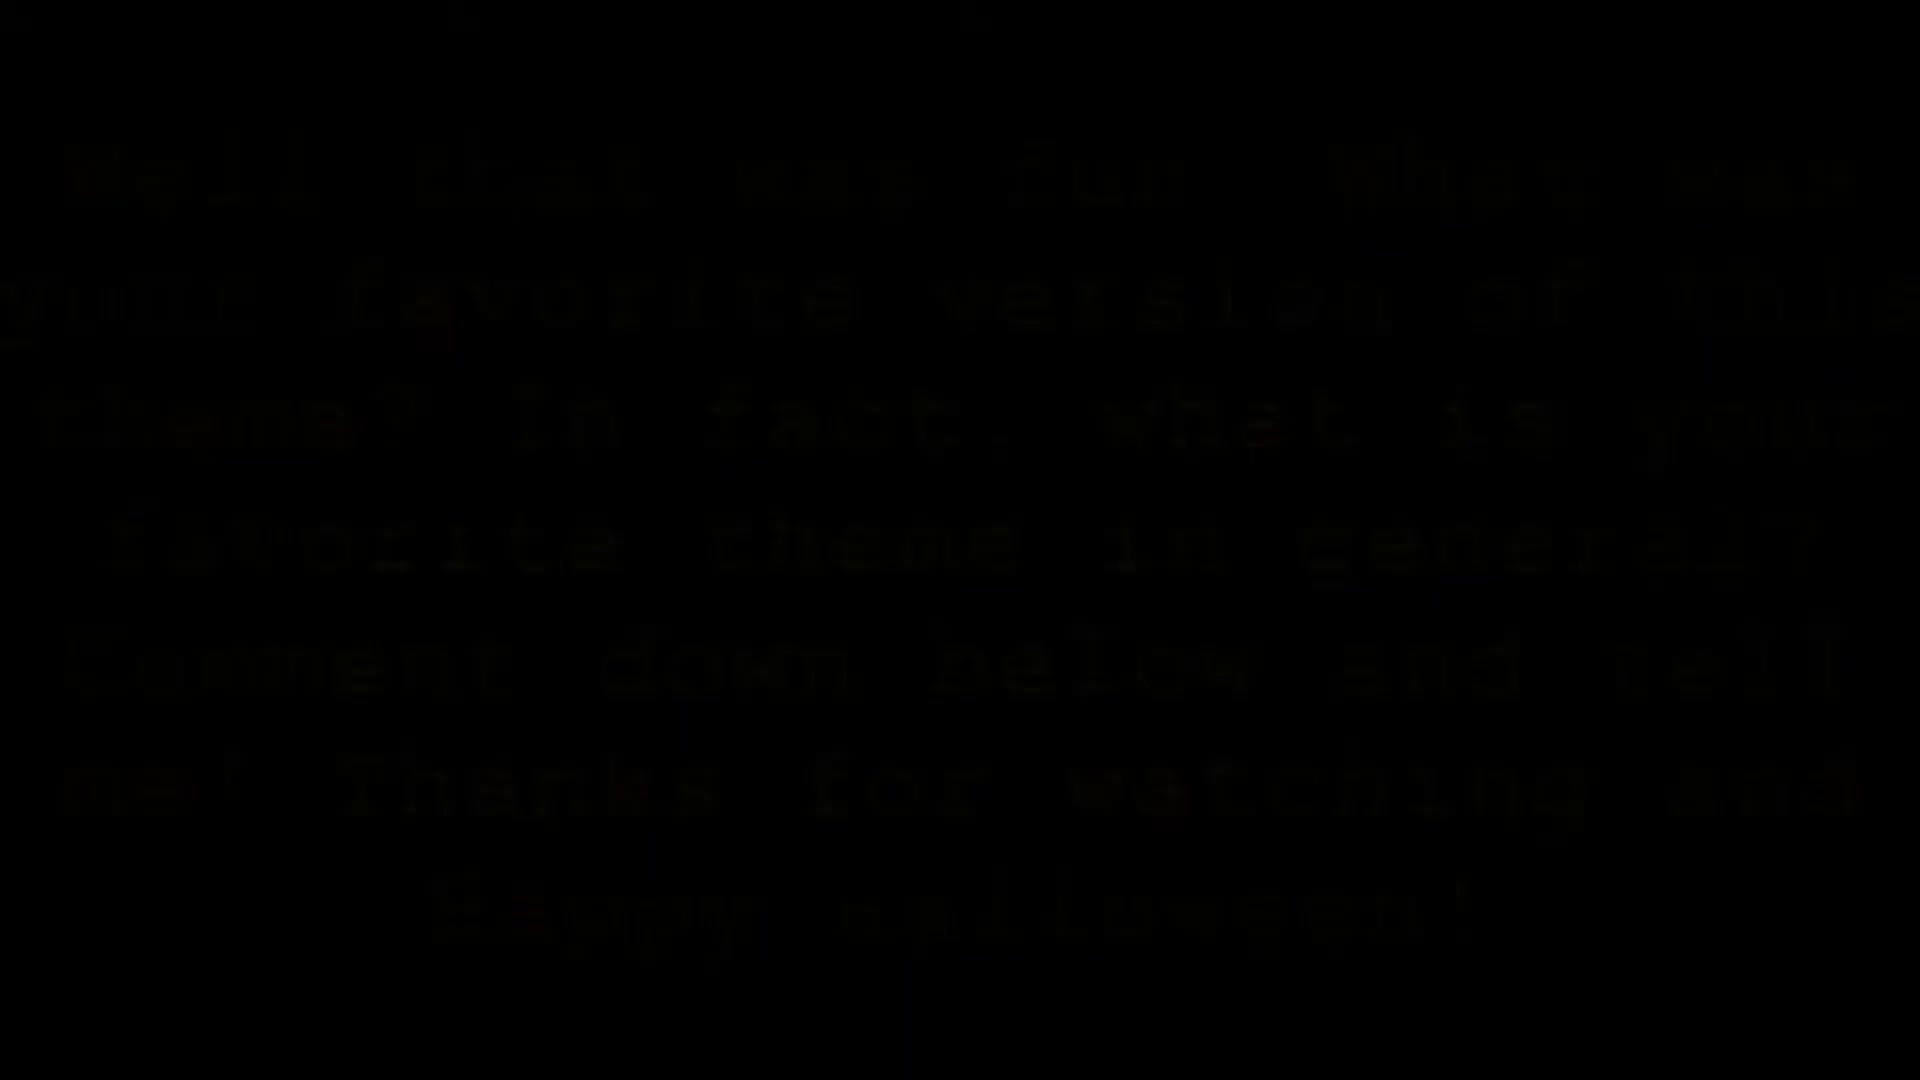 Well that was fun. What was
your favorite version of this
theme? In fact, what is your
favorite theme in general?
Comment down below and tell
me! Thanks for watching and
Happy Halloween!